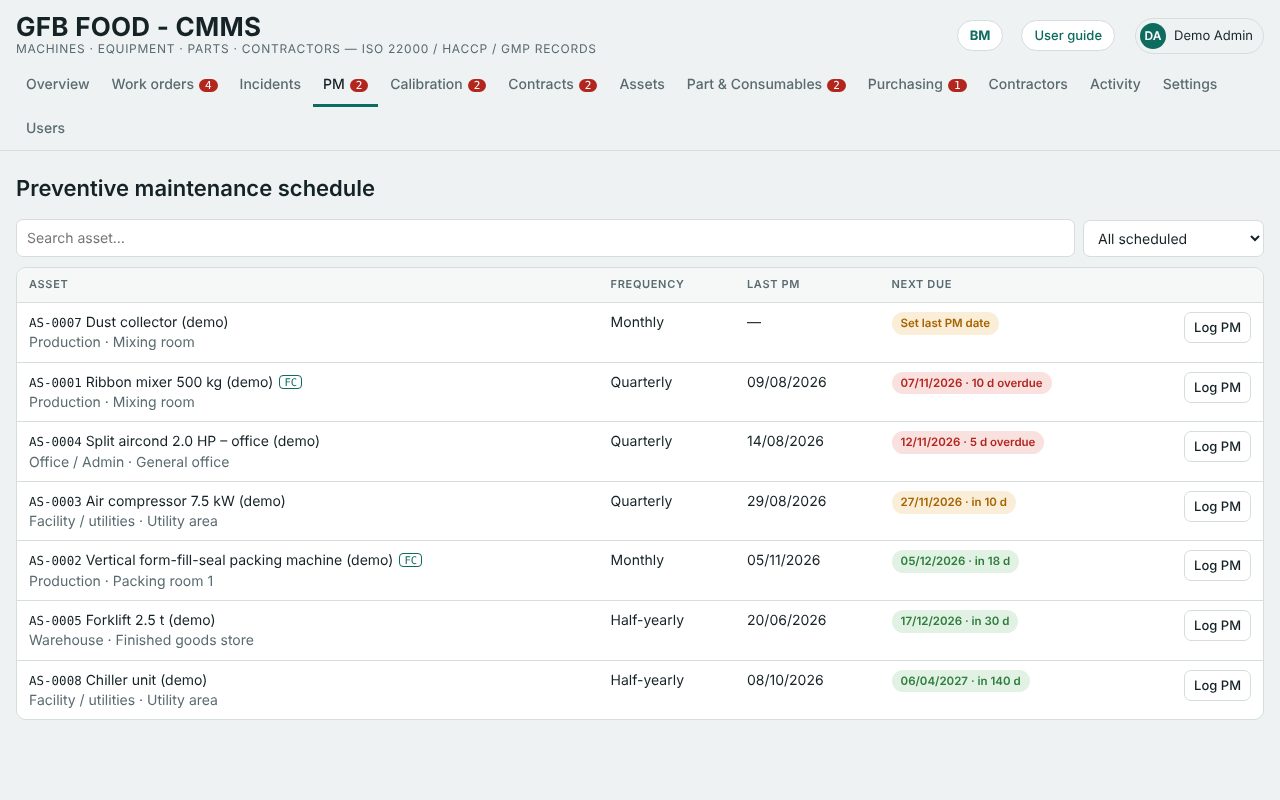 GFB FOOD - CMMS
MACHINES · EQUIPMENT · PARTS · CONTRACTORS — ISO 22000 / HACCP / GMP RECORDS
BM
User guide
DA Demo Admin
Overview Work orders 4 Incidents PM 2 Calibration 2 Contracts 2 Assets Part & Consumables 2 Purchasing 1 Contractors Activity Settings
Users
Preventive maintenance schedule
Search asset...
All scheduled
ASSET FREQUENCY LAST PM NEXT DUE
AS-0007 Dust collector (demo) Monthly — Set last PM date Log PM
Production · Mixing room
AS-0001 Ribbon mixer 500 kg (demo) FC Quarterly 09/08/2026 07/11/2026 · 10 d overdue Log PM
Production · Mixing room
AS-0004 Split aircond 2.0 HP – office (demo) Quarterly 14/08/2026 12/11/2026 · 5 d overdue Log PM
Office / Admin · General office
AS-0003 Air compressor 7.5 kW (demo) Quarterly 29/08/2026 27/11/2026 · in 10 d Log PM
Facility / utilities · Utility area
AS-0002 Vertical form-fill-seal packing machine (demo) FC Monthly 05/11/2026 05/12/2026 · in 18 d Log PM
Production · Packing room 1
AS-0005 Forklift 2.5 t (demo) Half-yearly 20/06/2026 17/12/2026 · in 30 d Log PM
Warehouse · Finished goods store
AS-0008 Chiller unit (demo) Half-yearly 08/10/2026 06/04/2027 · in 140 d Log PM
Facility / utilities · Utility area